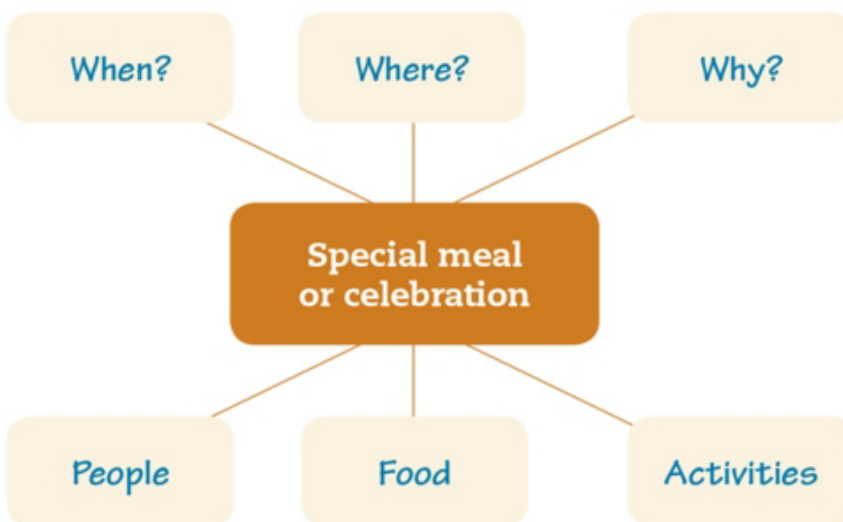 When?
Where?
Why?
Special meal
or celebration
People
Food
Activities